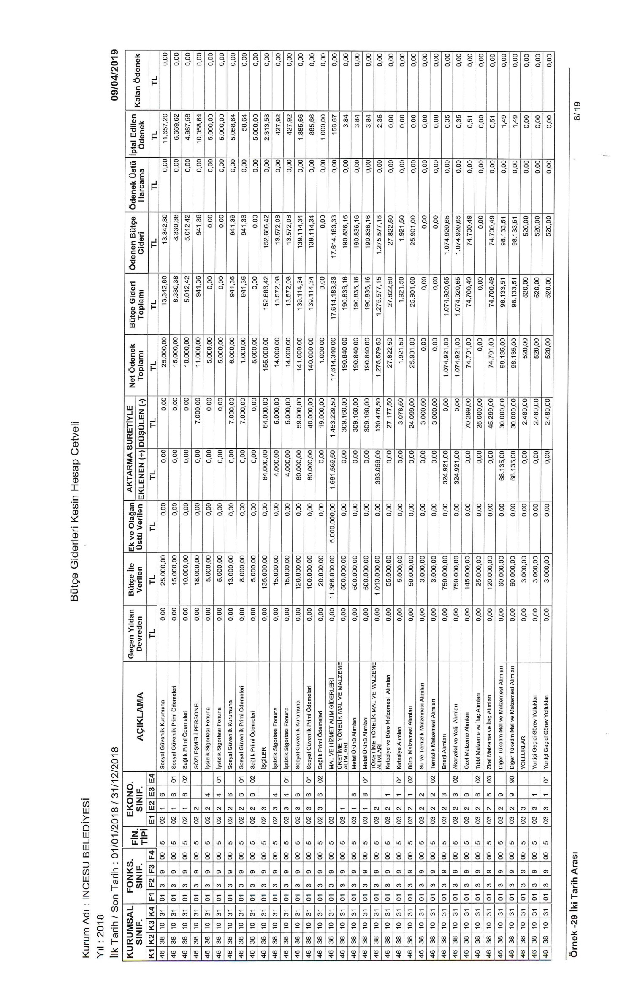 Bütçe Giderleri Kesin Hesap Cetveli
Kurum Adı : INCESU BELEDİYESİ
Yıl : 2018
İlk Tarih / Son Tarih : 01/01/2018 / 31/12/2018 09/04/2019
KURUMSAL SINIF. FONKS. SINIF. FİN. TİPİ EKONO. SINIF. AÇIKLAMA Geçen Yıldan Devreden Bütçe İle Verilen Ek ve Olağan Üstü Verilen AKTARMA SURETİYLE EKLENEN (+) DÜŞÜLEN (-) Net Ödenek Toplamı Bütçe Gideri Toplamı Ödenen Bütçe Gideri Ödenek Üstü Harcama İptal Edilen Ödenek Kalan Ödenek
K1 K2 K3 K4 F1 F2 F3 F4 E1 E2 E3 E4 TL TL TL TL TL TL TL TL TL TL TL
46 38 10 31 01 3 9 00 5 02 1 6 Sosyal Güvenlik Kurumuna 0,00 25.000,00 0,00 0,00 0,00 25.000,00 13.342,80 13.342,80 0,00 11.657,20 0,00
46 38 10 31 01 3 9 00 5 02 1 6 01 Sosyal Güvenlik Primi Ödemeleri 0,00 15.000,00 0,00 0,00 0,00 15.000,00 8.330,38 8.330,38 0,00 6.669,62 0,00
46 38 10 31 01 3 9 00 5 02 1 6 02 Sağlık Primi Ödemeleri 0,00 10.000,00 0,00 0,00 0,00 10.000,00 5.012,42 5.012,42 0,00 4.987,58 0,00
46 38 10 31 01 3 9 00 5 02 2 SÖZLEŞMELİ PERSONEL 0,00 18.000,00 0,00 0,00 7.000,00 11.000,00 941,36 941,36 0,00 10.058,64 0,00
46 38 10 31 01 3 9 00 5 02 2 4 İşsizlik Sigortası Fonuna 0,00 5.000,00 0,00 0,00 0,00 5.000,00 0,00 0,00 0,00 5.000,00 0,00
46 38 10 31 01 3 9 00 5 02 2 4 01 İşsizlik Sigortası Fonuna 0,00 5.000,00 0,00 0,00 0,00 5.000,00 0,00 0,00 0,00 5.000,00 0,00
46 38 10 31 01 3 9 00 5 02 2 6 Sosyal Güvenlik Kurumuna 0,00 13.000,00 0,00 0,00 7.000,00 6.000,00 941,36 941,36 0,00 5.058,64 0,00
46 38 10 31 01 3 9 00 5 02 2 6 01 Sosyal Güvenlik Primi Ödemeleri 0,00 8.000,00 0,00 0,00 7.000,00 1.000,00 941,36 941,36 0,00 58,64 0,00
46 38 10 31 01 3 9 00 5 02 2 6 02 Sağlık Primi Ödemeleri 0,00 5.000,00 0,00 0,00 0,00 5.000,00 0,00 0,00 0,00 5.000,00 0,00
46 38 10 31 01 3 9 00 5 02 3 İŞÇİLER 0,00 135.000,00 0,00 84.000,00 64.000,00 155.000,00 152.686,42 152.686,42 0,00 2.313,58 0,00
46 38 10 31 01 3 9 00 5 02 3 4 İşsizlik Sigortası Fonuna 0,00 15.000,00 0,00 4.000,00 5.000,00 14.000,00 13.572,08 13.572,08 0,00 427,92 0,00
46 38 10 31 01 3 9 00 5 02 3 4 01 İşsizlik Sigortası Fonuna 0,00 15.000,00 0,00 4.000,00 5.000,00 14.000,00 13.572,08 13.572,08 0,00 427,92 0,00
46 38 10 31 01 3 9 00 5 02 3 6 Sosyal Güvenlik Kurumuna 0,00 120.000,00 0,00 80.000,00 59.000,00 141.000,00 139.114,34 139.114,34 0,00 1.885,66 0,00
46 38 10 31 01 3 9 00 5 02 3 6 01 Sosyal Güvenlik Primi Ödemeleri 0,00 100.000,00 0,00 80.000,00 40.000,00 140.000,00 139.114,34 139.114,34 0,00 885,66 0,00
46 38 10 31 01 3 9 00 5 02 3 6 02 Sağlık Primi Ödemeleri 0,00 20.000,00 0,00 0,00 19.000,00 1.000,00 0,00 0,00 0,00 1.000,00 0,00
46 38 10 31 01 3 9 00 5 03 MAL VE HİZMET ALIM GİDERLERİ 0,00 11.386.000,00 6.000.000,00 1.681.569,50 1.453.229,50 17.614.340,00 17.614.183,33 17.614.183,33 0,00 156,67 0,00
46 38 10 31 01 3 9 00 5 03 1 ÜRETİME YÖNELİK MAL VE MALZEME ALIMLARI 0,00 500.000,00 0,00 0,00 309.160,00 190.840,00 190.836,16 190.836,16 0,00 3,84 0,00
46 38 10 31 01 3 9 00 5 03 1 8 Metal Ürünü Alımları 0,00 500.000,00 0,00 0,00 309.160,00 190.840,00 190.836,16 190.836,16 0,00 3,84 0,00
46 38 10 31 01 3 9 00 5 03 1 8 01 Metal Ürünü Alımları 0,00 500.000,00 0,00 0,00 309.160,00 190.840,00 190.836,16 190.836,16 0,00 3,84 0,00
46 38 10 31 01 3 9 00 5 03 2 TÜKETİME YÖNELİK MAL VE MALZEME ALIMLARI 0,00 1.013.000,00 0,00 393.056,00 130.476,50 1.275.579,50 1.275.577,15 1.275.577,15 0,00 2,35 0,00
46 38 10 31 01 3 9 00 5 03 2 1 Kırtasiye ve Büro Malzemesi Alımları 0,00 55.000,00 0,00 0,00 27.177,50 27.822,50 27.822,50 27.822,50 0,00 0,00 0,00
46 38 10 31 01 3 9 00 5 03 2 1 01 Kırtasiye Alımları 0,00 5.000,00 0,00 0,00 3.078,50 1.921,50 1.921,50 1.921,50 0,00 0,00 0,00
46 38 10 31 01 3 9 00 5 03 2 1 02 Büro Malzemesi Alımları 0,00 50.000,00 0,00 0,00 24.099,00 25.901,00 25.901,00 25.901,00 0,00 0,00 0,00
46 38 10 31 01 3 9 00 5 03 2 2 Su ve Temizlik Malzemesi Alımları 0,00 3.000,00 0,00 0,00 3.000,00 0,00 0,00 0,00 0,00 0,00 0,00
46 38 10 31 01 3 9 00 5 03 2 2 02 Temizlik Malzemesi Alımları 0,00 3.000,00 0,00 0,00 3.000,00 0,00 0,00 0,00 0,00 0,00 0,00
46 38 10 31 01 3 9 00 5 03 2 3 Enerji Alımları 0,00 750.000,00 0,00 324.921,00 0,00 1.074.921,00 1.074.920,65 1.074.920,65 0,00 0,35 0,00
46 38 10 31 01 3 9 00 5 03 2 3 02 Akaryakıt ve Yağ Alımları 0,00 750.000,00 0,00 324.921,00 0,00 1.074.921,00 1.074.920,65 1.074.920,65 0,00 0,35 0,00
46 38 10 31 01 3 9 00 5 03 2 6 Özel Malzeme Alımları 0,00 145.000,00 0,00 0,00 70.299,00 74.701,00 74.700,49 74.700,49 0,00 0,51 0,00
46 38 10 31 01 3 9 00 5 03 2 6 02 Tıbbi Malzeme ve İlaç Alımları 0,00 25.000,00 0,00 0,00 25.000,00 0,00 0,00 0,00 0,00 0,00 0,00
46 38 10 31 01 3 9 00 5 03 2 6 03 Zirai Malzeme ve İlaç Alımları 0,00 120.000,00 0,00 0,00 45.299,00 74.701,00 74.700,49 74.700,49 0,00 0,51 0,00
46 38 10 31 01 3 9 00 5 03 2 9 Diğer Tüketim Mal ve Malzemesi Alımları 0,00 60.000,00 0,00 68.135,00 30.000,00 98.135,00 98.133,51 98.133,51 0,00 1,49 0,00
46 38 10 31 01 3 9 00 5 03 2 9 90 Diğer Tüketim Mal ve Malzemesi Alımları 0,00 60.000,00 0,00 68.135,00 30.000,00 98.135,00 98.133,51 98.133,51 0,00 1,49 0,00
46 38 10 31 01 3 9 00 5 03 3 YOLLUKLAR 0,00 3.000,00 0,00 0,00 2.480,00 520,00 520,00 520,00 0,00 0,00 0,00
46 38 10 31 01 3 9 00 5 03 3 1 Yurtiçi Geçici Görev Yollukları 0,00 3.000,00 0,00 0,00 2.480,00 520,00 520,00 520,00 0,00 0,00 0,00
46 38 10 31 01 3 9 00 5 03 3 1 01 Yurtiçi Geçici Görev Yollukları 0,00 3.000,00 0,00 0,00 2.480,00 520,00 520,00 520,00 0,00 0,00 0,00
Örnek -29 İki Tarih Arası 6/19